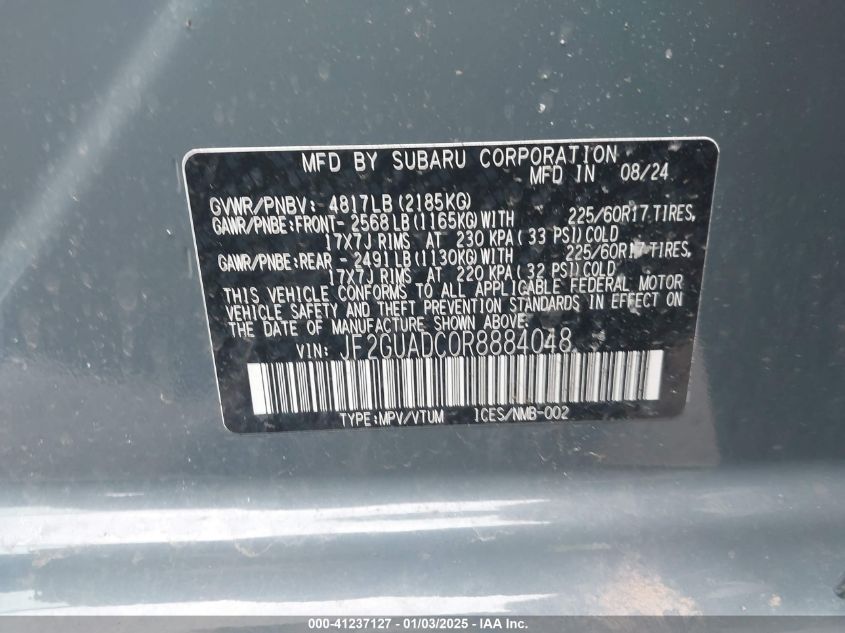 MFD BY SUBARU CORPORATION
MFD IN 08/24
GVWR/PNBV: 4817LB (2185KG)
GAWR/PNBE:FRONT- 2568LB (1165KG)WITH 225/60R17 TIRES,
17X7J RIMS AT 230 KPA (33 PSI)COLD
GAWR/PNBE:REAR - 2491LB (1130KG)WITH 225/60R17 TIRES,
17X7J RIMS AT 220 KPA (32 PSI)COLD
THIS VEHICLE CONFORMS TO ALL APPLICABLE FEDERAL MOTOR
VEHICLE SAFETY AND THEFT PREVENTION STANDARDS IN EFFECT ON
THE DATE OF MANUFACTURE SHOWN ABOVE.
VIN: JF2GUADC0R8884048
TYPE:MPV/VTUM 1CES/NMB-002
000-41237127 - 01/03/2025 - IAA Inc.